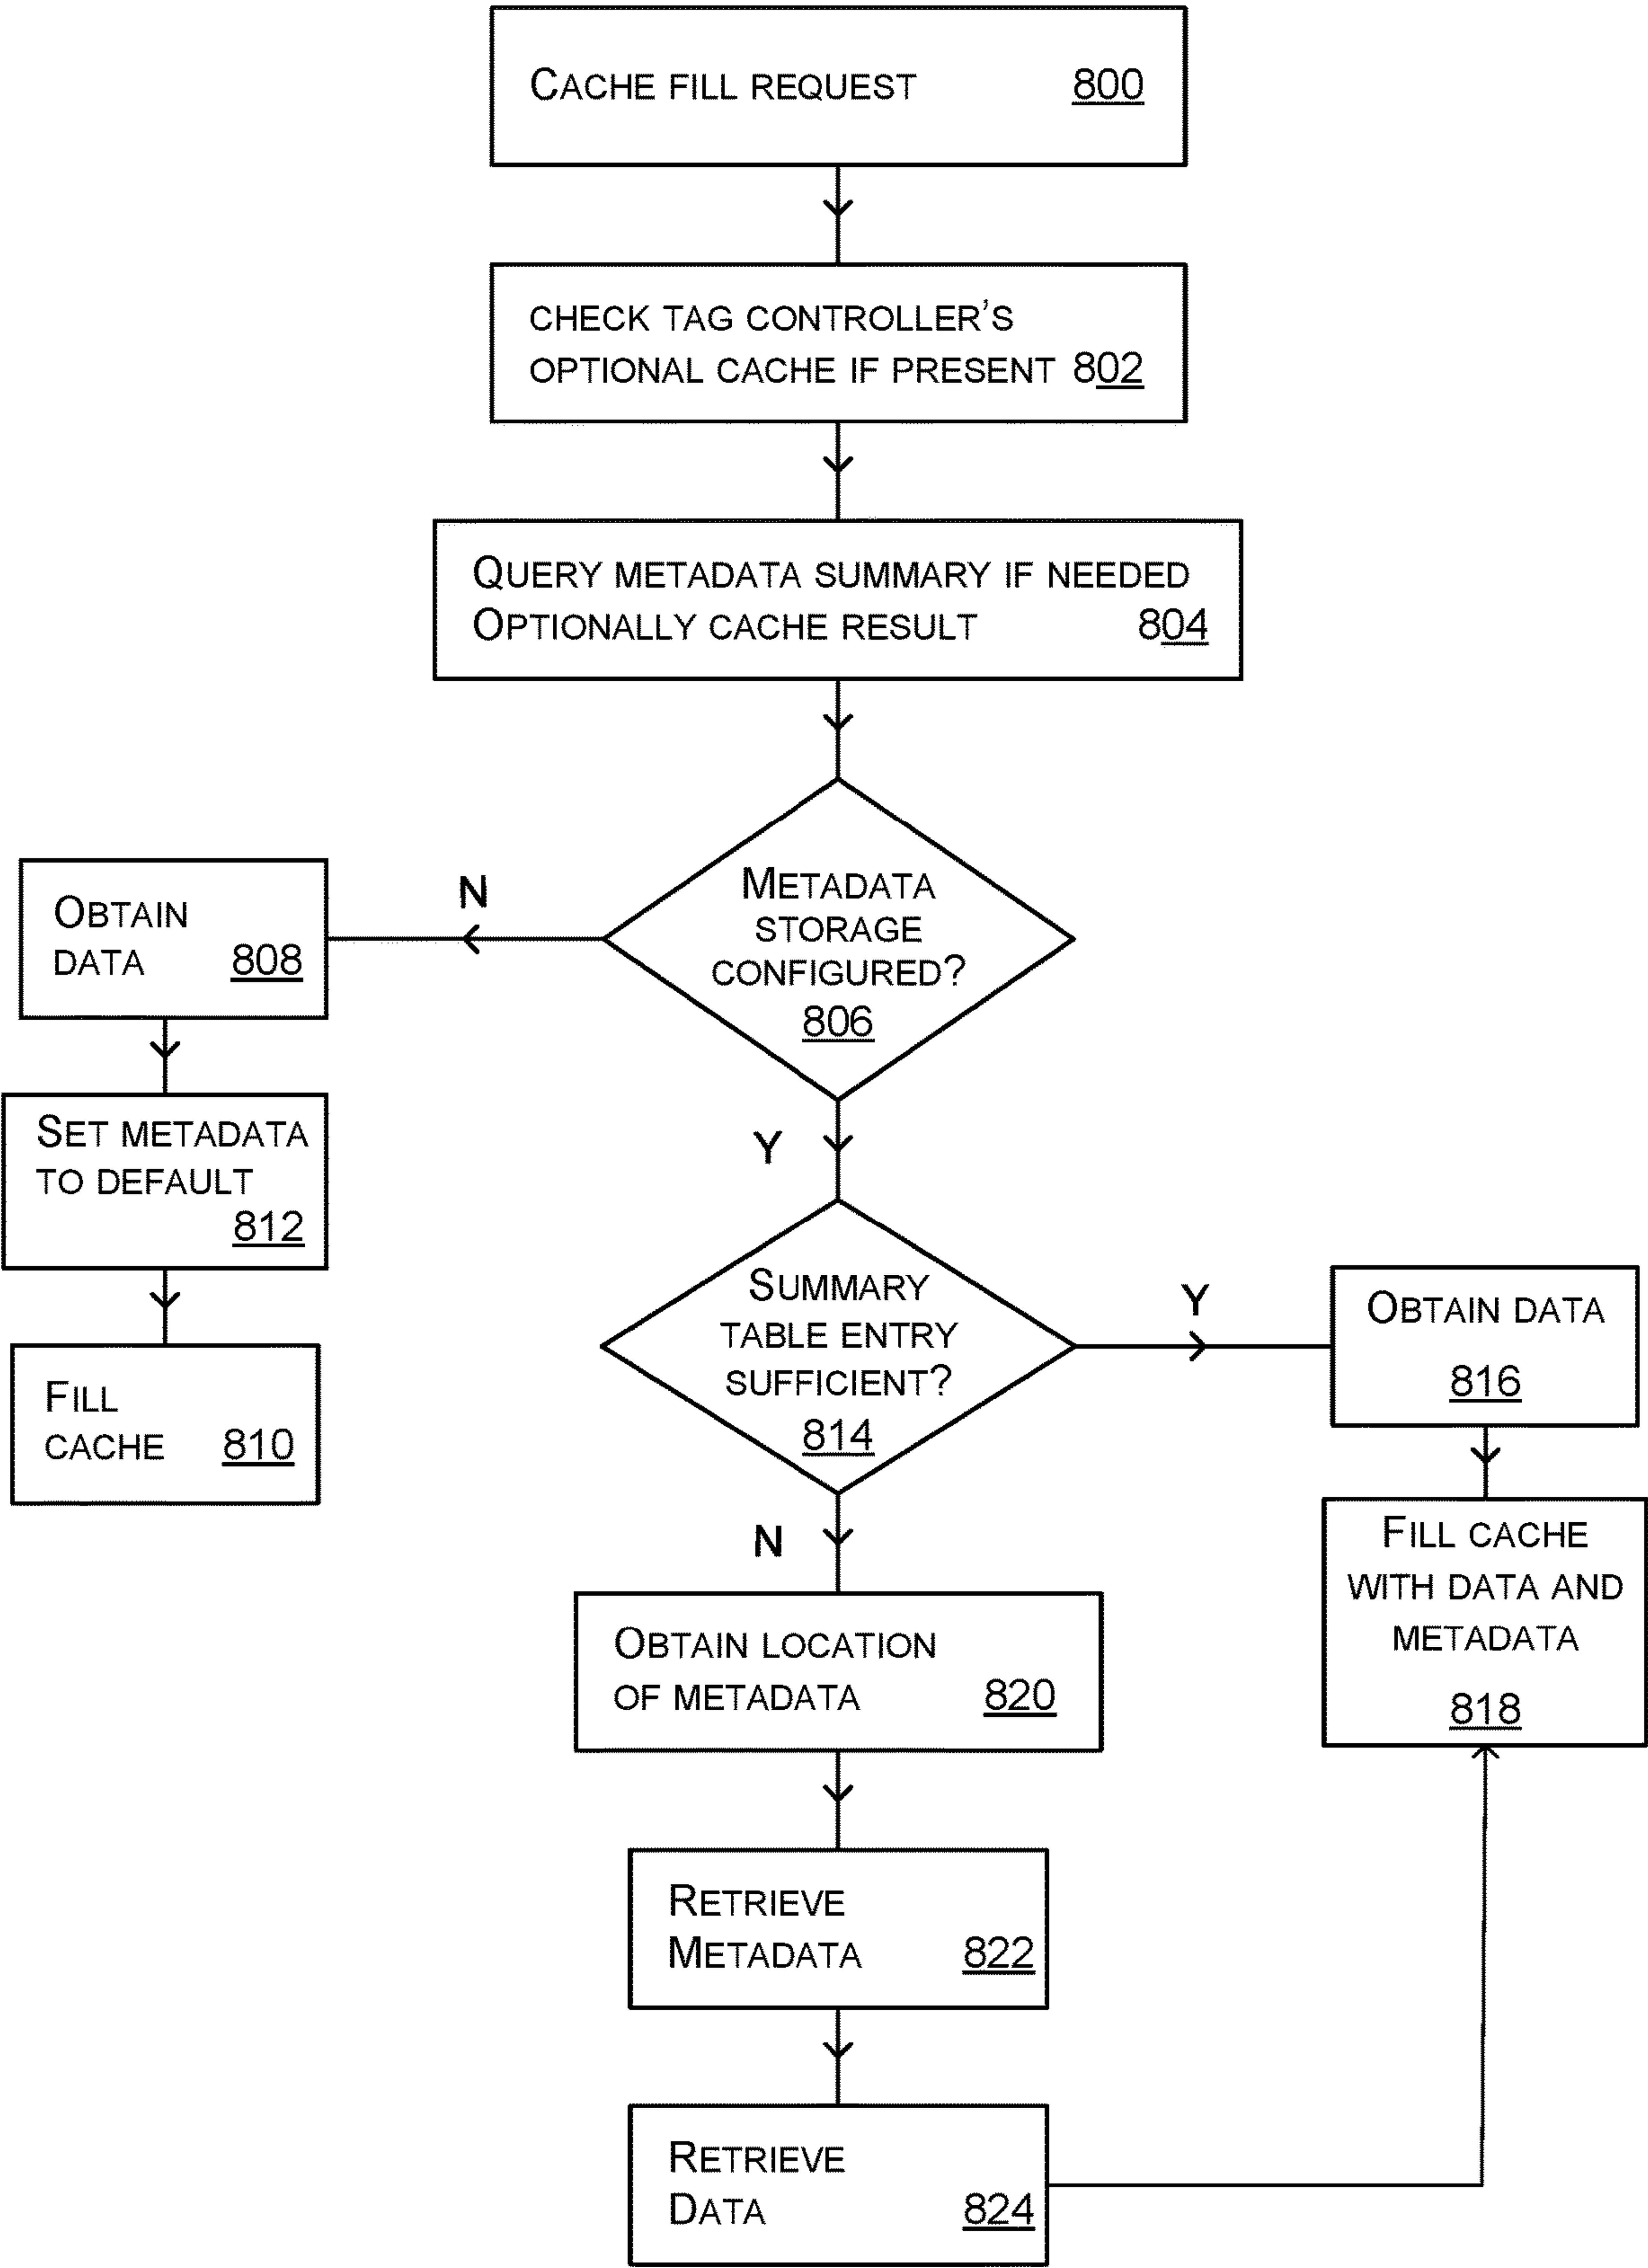 CACHE FILL REQUEST 800
CHECK TAG CONTROLLER'S
OPTIONAL CACHE IF PRESENT 802
QUERY METADATA SUMMARY IF NEEDED
OPTIONALLY CACHE RESULT 804
METADATA
STORAGE
CONFIGURED?
806
N
OBTAIN
DATA 808
SET METADATA
TO DEFAULT
812
FILL
CACHE 810
Y
SUMMARY
TABLE ENTRY
SUFFICIENT?
814
Y
OBTAIN DATA
816
FILL CACHE
WITH DATA AND
METADATA
818
N
OBTAIN LOCATION
OF METADATA 820
RETRIEVE
METADATA 822
RETRIEVE
DATA 824